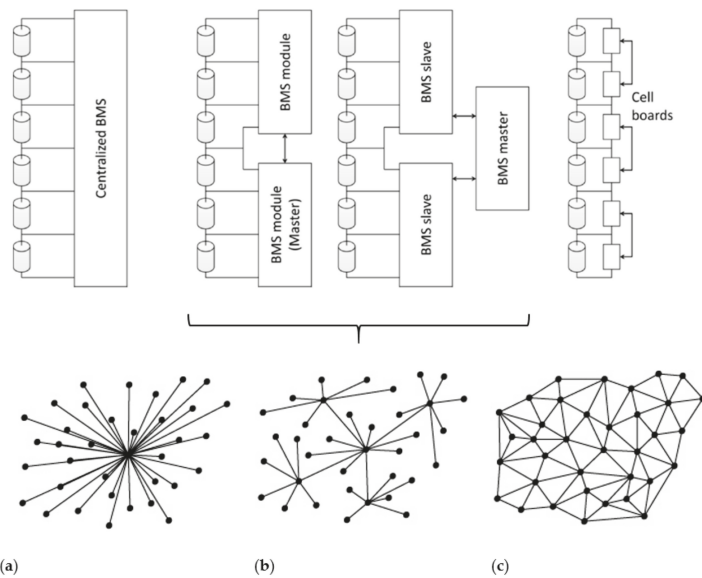 Centralized BMS
BMS module
BMS module
(Master)
BMS slave
BMS slave
BMS master
Cell
boards
(a)
(b)
(c)